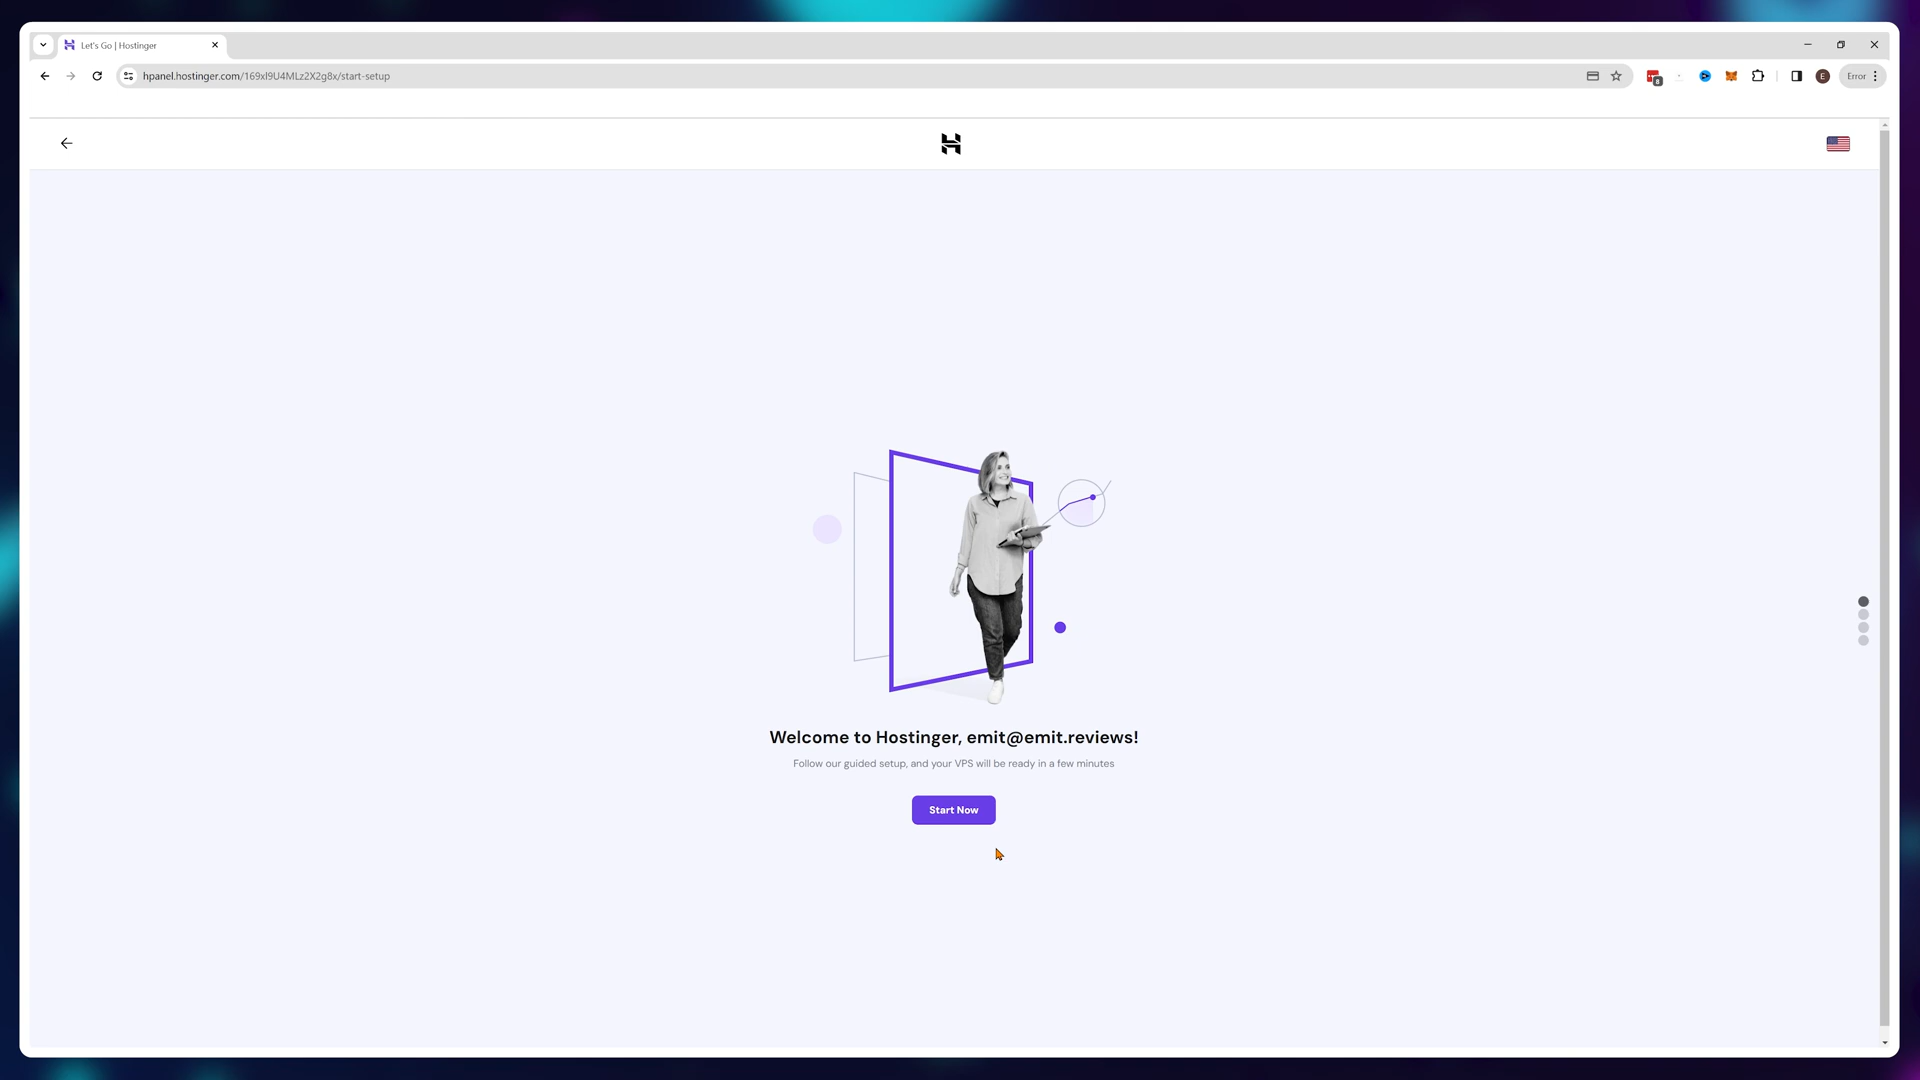 Let's Go | Hostinger
hpanel.hostinger.com/169xl9U4MLz2X2g8x/start-setup
8
E
Error
Welcome to Hostinger, emit@emit.reviews!
Follow our guided setup, and your VPS will be ready in a few minutes
Start Now